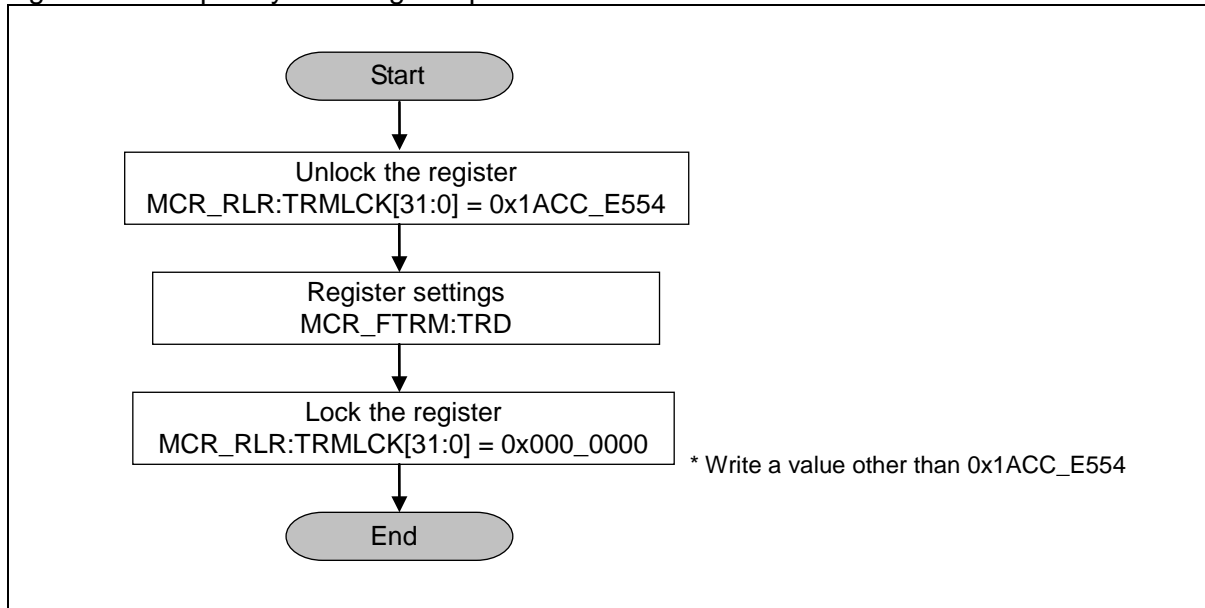 Start
Unlock the register
MCR_RLR:TRMLCK[31:0] = 0x1ACC_E554
Register settings
MCR_FTRM:TRD
Lock the register
MCR_RLR:TRMLCK[31:0] = 0x000_0000
* Write a value other than 0x1ACC_E554
End